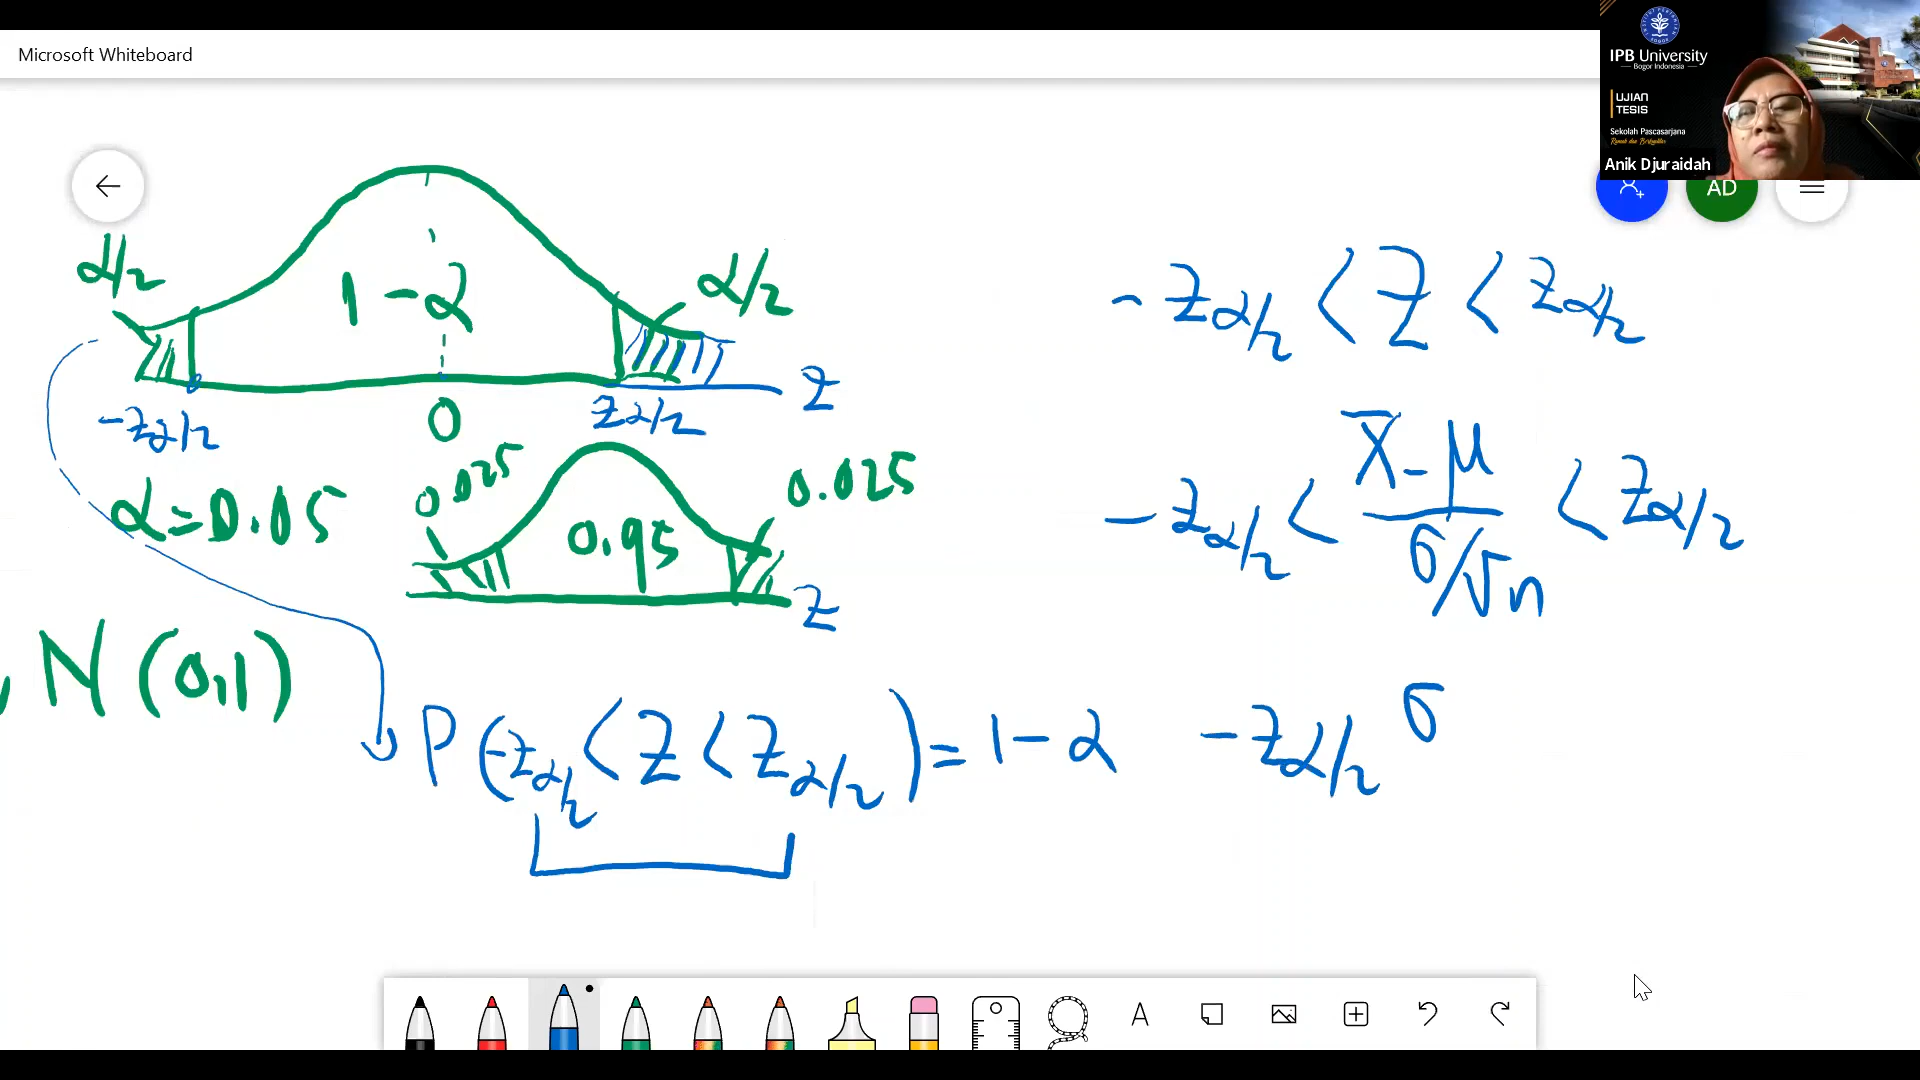 Microsoft Whiteboard
IPB University
Bogor Indonesia
UJIAN
TESIS
Sekolah Pascasarjana
Anik Djuraidah
AD
α/2
1-α
α/2
-zα/2
0
zα/2
Z
α=0.05
0.025
0.95
0.025
Z
N(0,1)
P(-zα/2<Z<Zα/2)=1-α
-Zα/2<Z<Zα/2
-Zα/2<X̄-μ/σ/√n<Zα/2
-Zα/2 σ
A